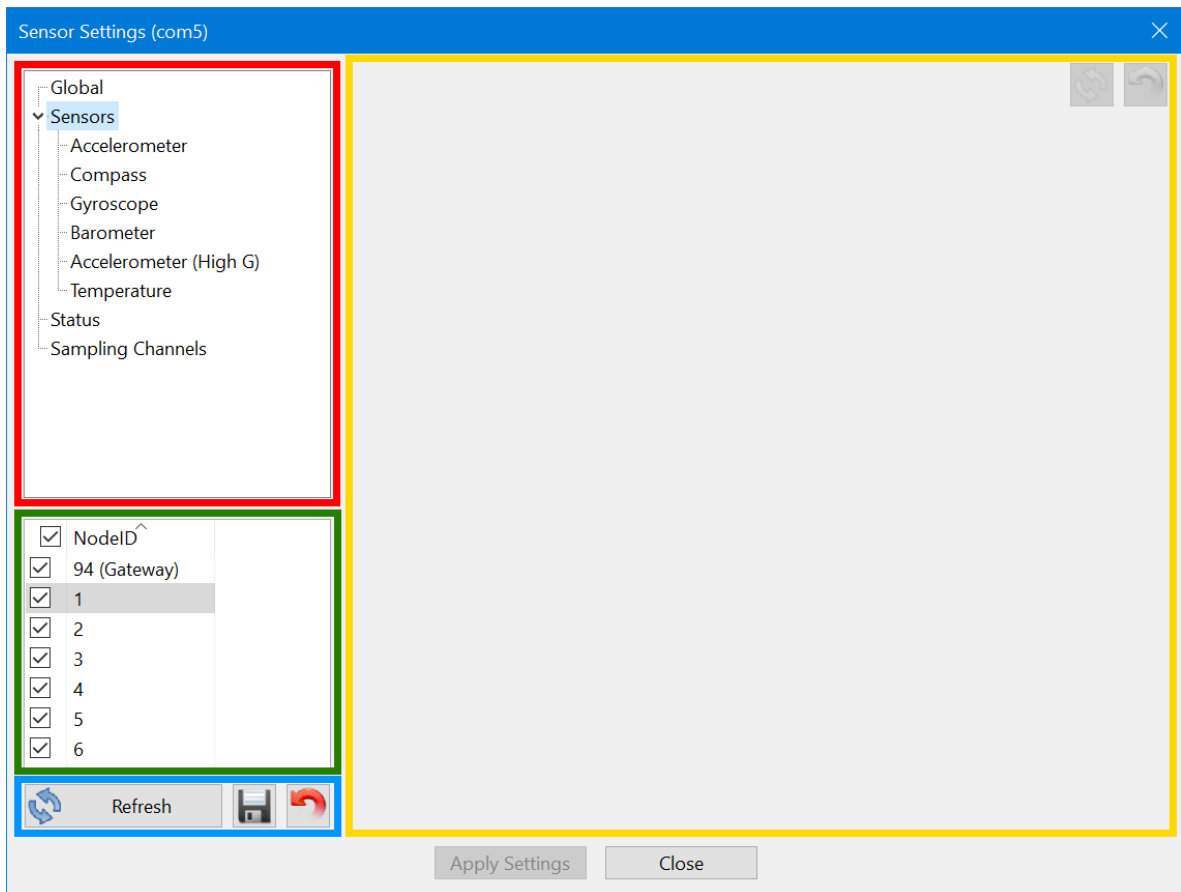 Sensor Settings (com5)
Global
Sensors
Accelerometer
Compass
Gyroscope
Barometer
Accelerometer (High G)
Temperature
Status
Sampling Channels
NodeID
94 (Gateway)
1
2
3
4
5
6
Refresh
Apply Settings
Close